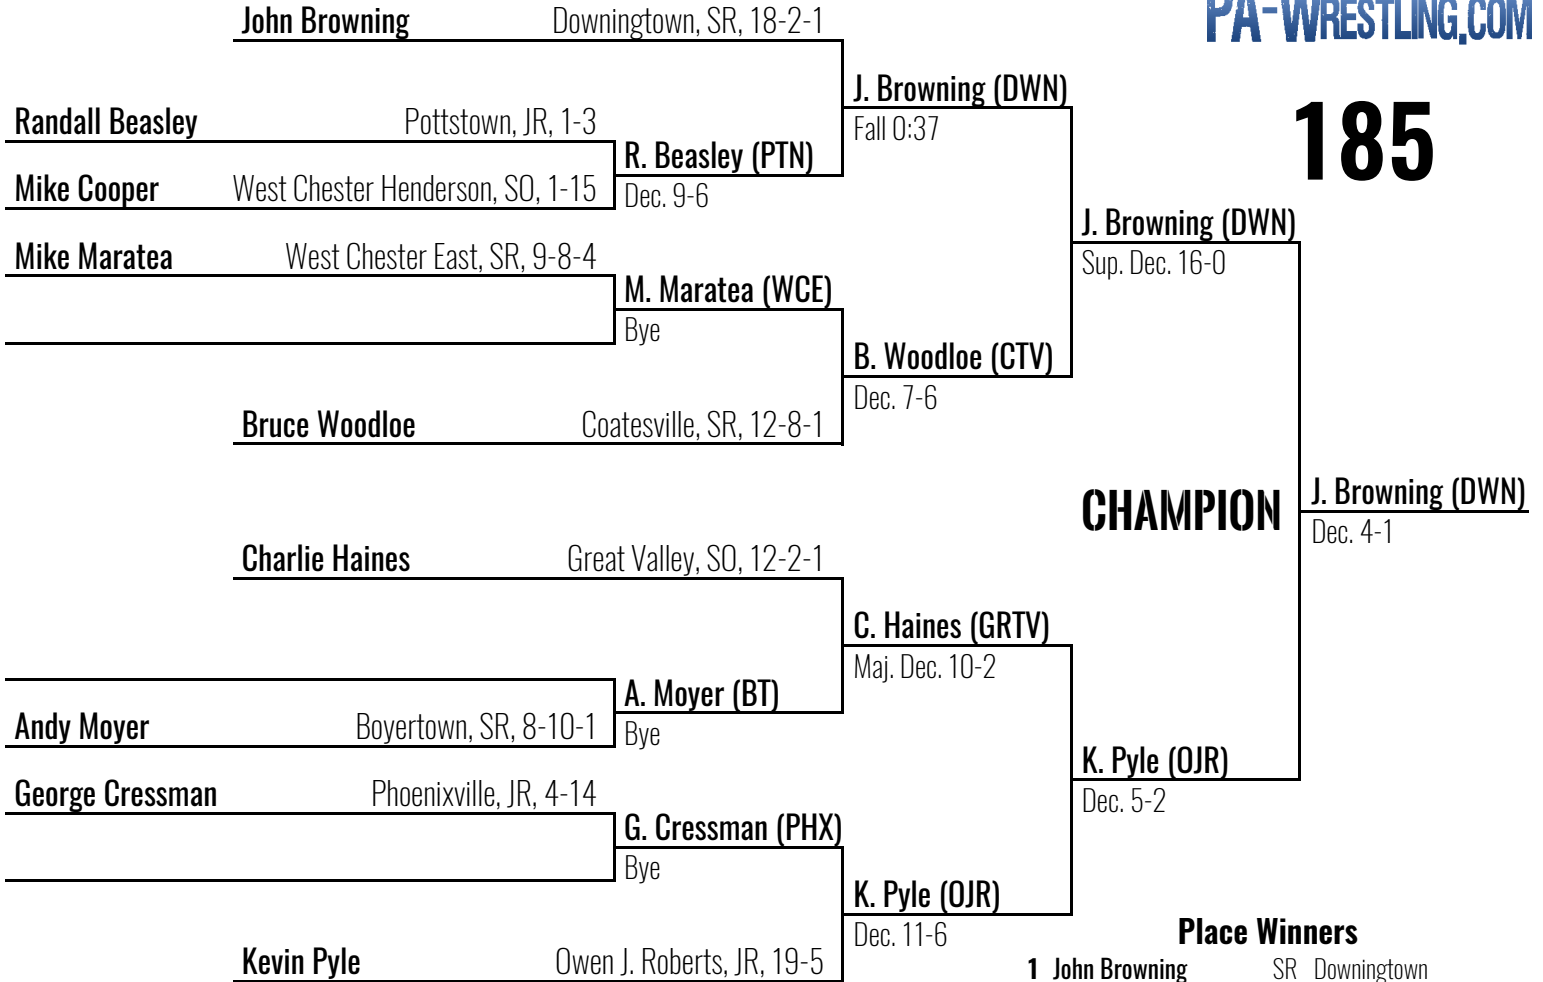 PA-WRESTLING.COM
185
John Browning Downingtown, SR, 18-2-1
J. Browning (DWN)
Fall 0:37
Randall Beasley Pottstown, JR, 1-3
R. Beasley (PTN)
Dec. 9-6
Mike Cooper West Chester Henderson, SO, 1-15
J. Browning (DWN)
Sup. Dec. 16-0
Mike Maratea West Chester East, SR, 9-8-4
M. Maratea (WCE)
Bye
B. Woodloe (CTV)
Dec. 7-6
Bruce Woodloe Coatesville, SR, 12-8-1
CHAMPION
J. Browning (DWN)
Dec. 4-1
Charlie Haines Great Valley, SO, 12-2-1
C. Haines (GRTV)
Maj. Dec. 10-2
A. Moyer (BT)
Bye
Andy Moyer Boyertown, SR, 8-10-1
K. Pyle (OJR)
Dec. 5-2
George Cressman Phoenixville, JR, 4-14
G. Cressman (PHX)
Bye
K. Pyle (OJR)
Dec. 11-6
Kevin Pyle Owen J. Roberts, JR, 19-5
Place Winners
1 John Browning SR Downingtown